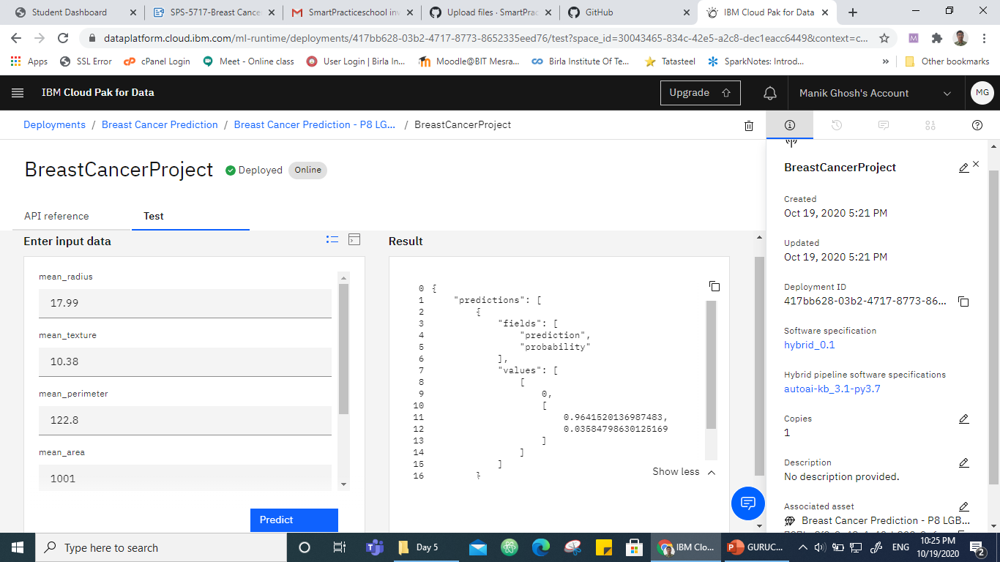 Student Dashboard
SPS-5717-Breast Cance
SmartPracticeschool inv
Upload files · SmartPrac
GitHub
IBM Cloud Pak for Data
dataplatform.cloud.ibm.com/ml-runtime/deployments/417bb628-03b2-4717-8773-8652335eed76/test?space_id=30043465-834c-42e5-a2c8-dec1eacc6449&context=c...
Apps
SSL Error
cPanel Login
Meet - Online class
User Login | Birla In...
Moodle@BIT Mesra...
Birla Institute Of Te...
Tatasteel
SparkNotes: Introd...
»
Other bookmarks
IBM Cloud Pak for Data
Upgrade
Manik Ghosh's Account
MG
Deployments / Breast Cancer Prediction / Breast Cancer Prediction - P8 LG... / BreastCancerProject
BreastCancerProject
Deployed
Online
API reference
Test
Enter input data
mean_radius
17.99
mean_texture
10.38
mean_perimeter
122.8
mean_area
1001
Predict
Result
0 {
1 "predictions": [
2 {
3 "fields": [
4 "prediction",
5 "probability"
6 ],
7 "values": [
8 [
9 0,
10 [
11 0.9641520136987483,
12 0.03584798630125169
13 ]
14 ]
15 ]
16 }
Show less
BreastCancerProject
Created
Oct 19, 2020 5:21 PM
Updated
Oct 19, 2020 5:21 PM
Deployment ID
417bb628-03b2-4717-8773-86...
Software specification
hybrid_0.1
Hybrid pipeline software specifications
autoai-kb_3.1-py3.7
Copies
1
Description
No description provided.
Associated asset
Breast Cancer Prediction - P8 LGB...
Type here to search
Day 5
IBM Clo...
GURUC...
ENG
10:25 PM
10/19/2020
2